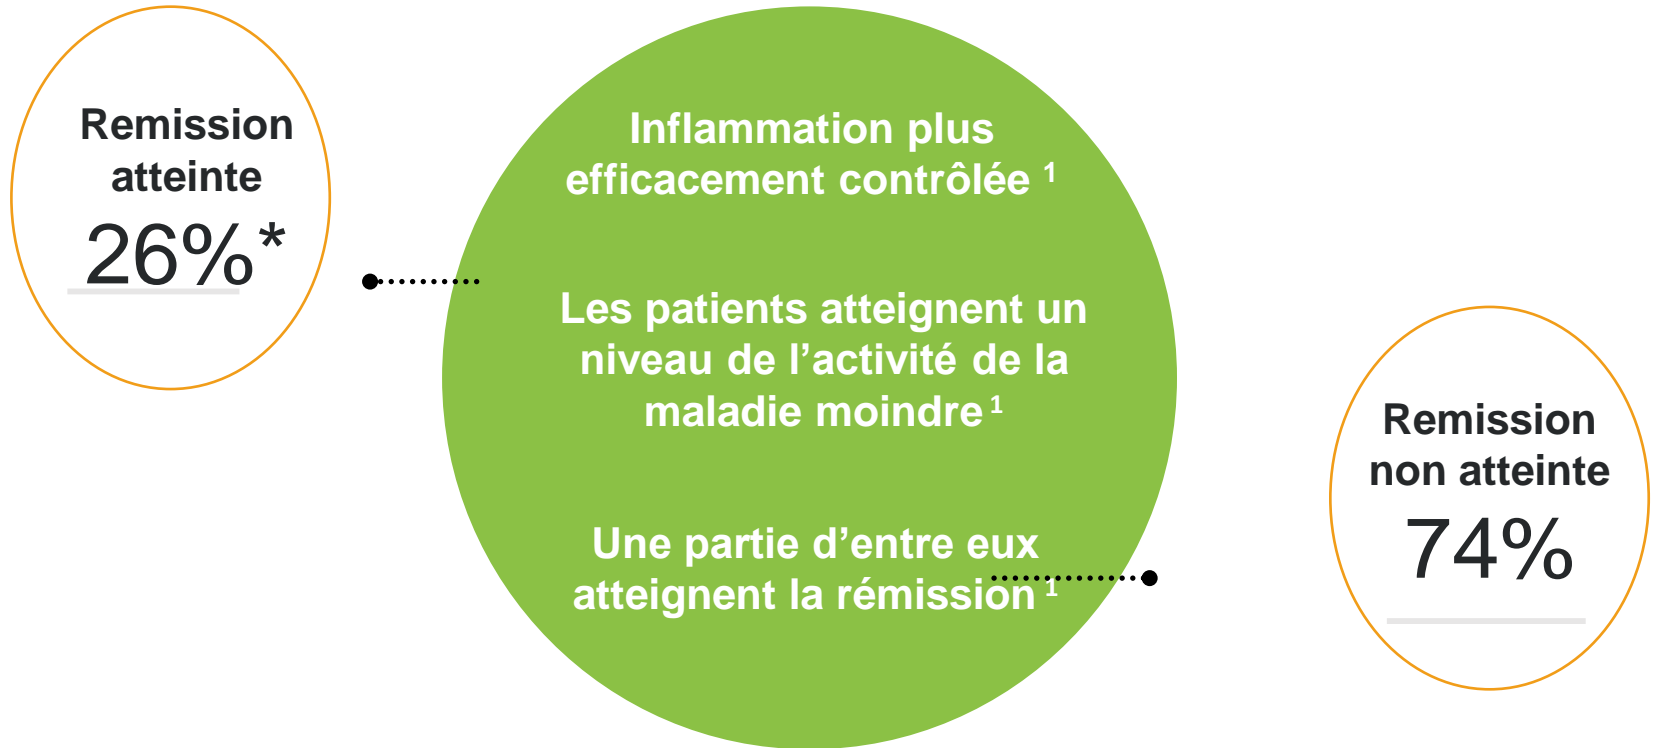 Remission
atteinte
26%*
Inflammation plus
efficacement contrôlée ¹
Les patients atteignent un
niveau de l’activité de la
maladie moindre ¹
Une partie d’entre eux
atteignent la rémission ¹
Remission
non atteinte
74%